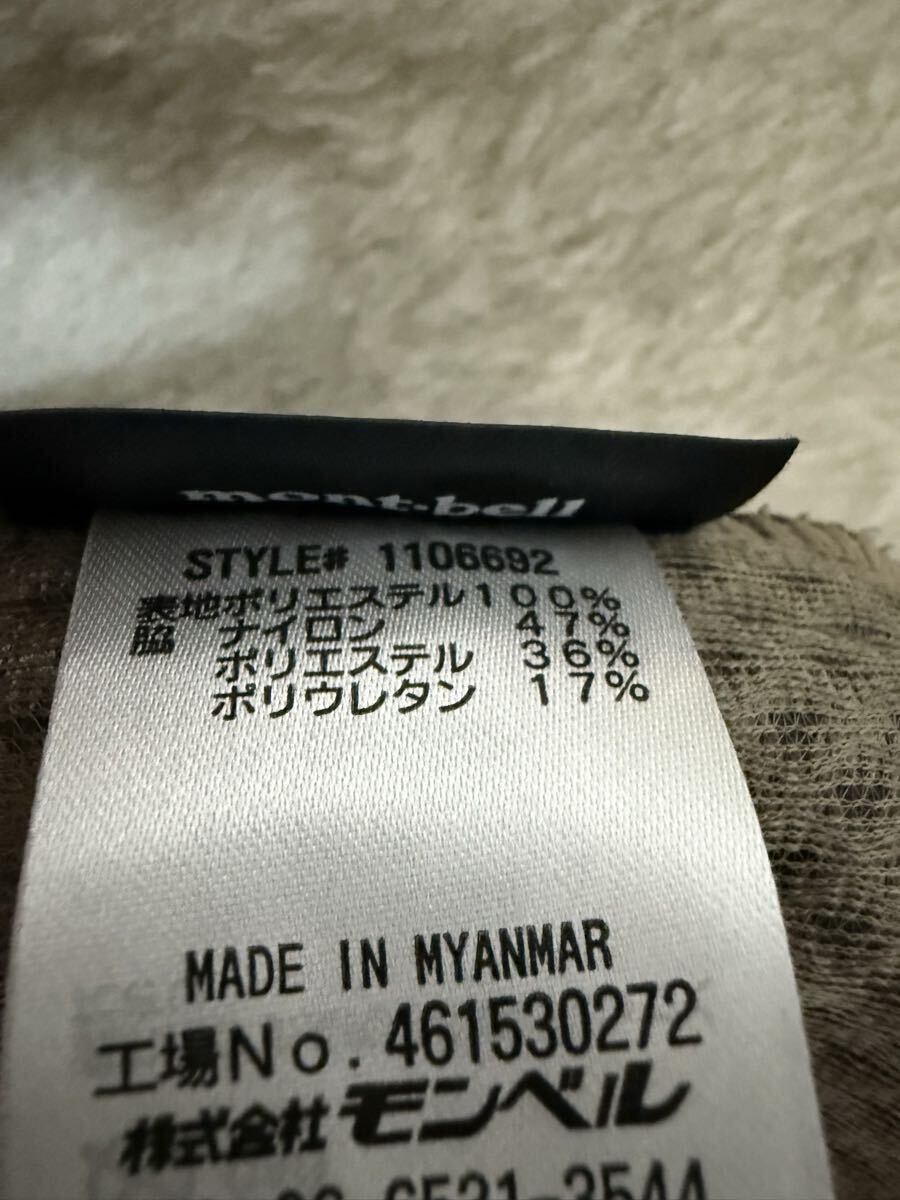 mont-bell
STYLE# 1106692
表地ポリエステル100%
脇 ナイロン 47%
ポリエステル 36%
ポリウレタン 17%
MADE IN MYANMAR
工場No. 461530272
株式会社モンベル
6531-3544